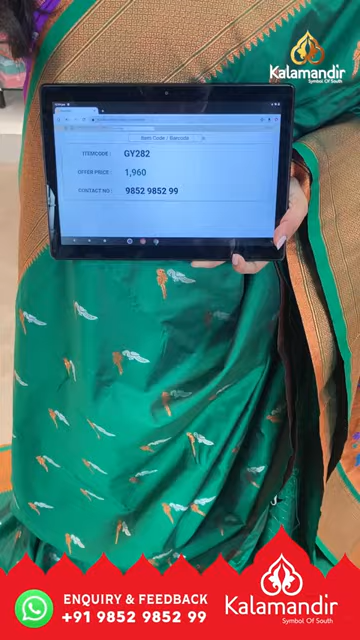 Kalamandir
Symbol Of South
Item Code / Barcode
ITEMCODE : GY282
OFFER PRICE : 1,960
CONTACT NO : 9852 9852 99
ENQUIRY & FEEDBACK
+91 9852 9852 99
Kalamandir
Symbol Of South